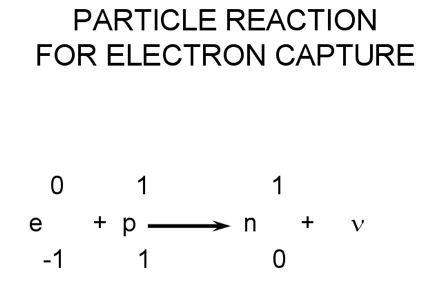 PARTICLE REACTION
FOR ELECTRON CAPTURE
0 1 1
e + p ⟶ n + ν
-1 1 0